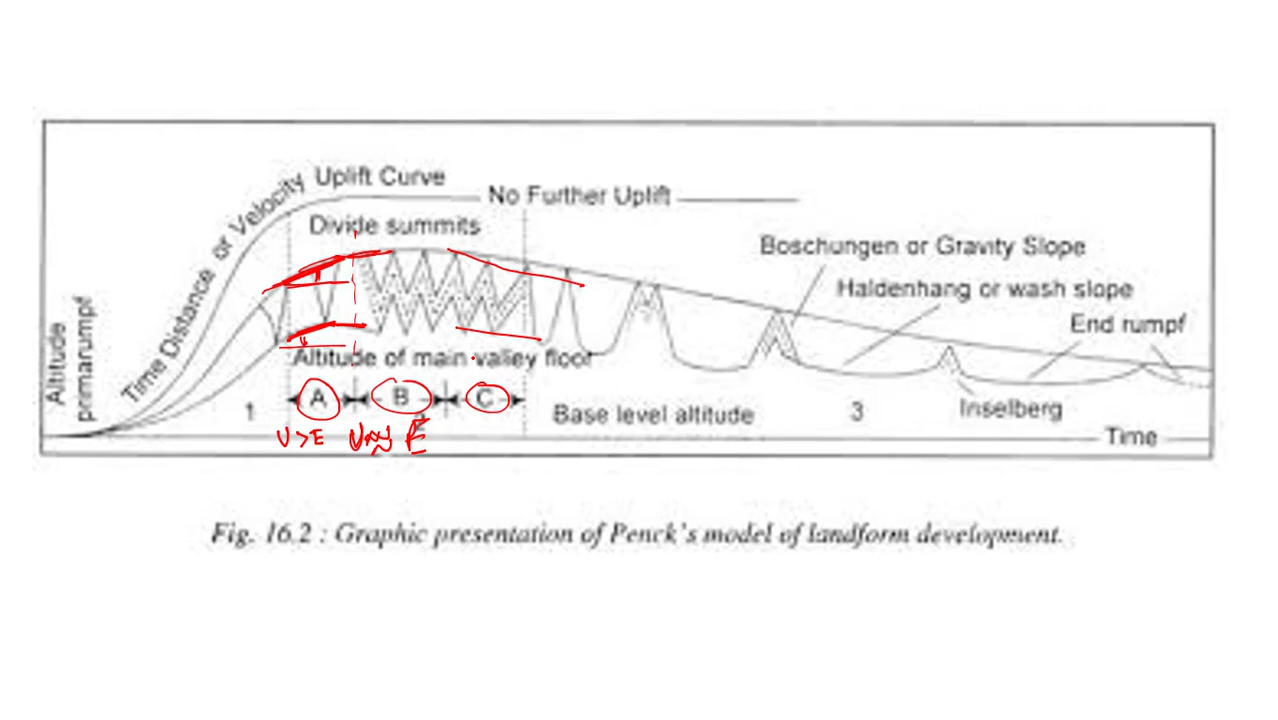 Uplift Curve
No Further Uplift
Time Distance or Velocity
Divide summits
Boschungen or Gravity Slope
Haldenhang or wash slope
End rumpf
Altitude
primarumpf
Altitude of main valley floor
1
A
B
C
2
Base level altitude
3
Inselberg
U>E
U≈E
Time
Fig. 16.2 : Graphic presentation of Penck's model of landform development.